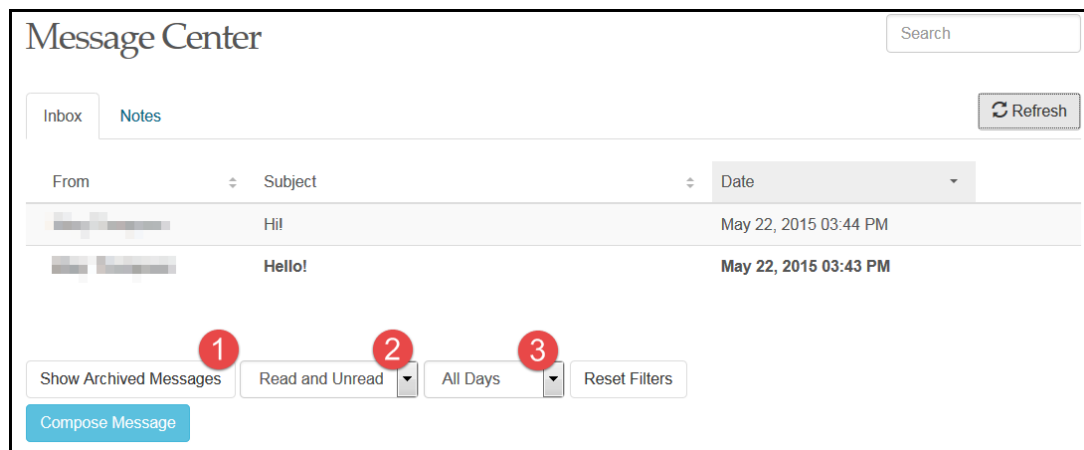 Message Center
Search
Inbox Notes
Refresh
From Subject Date
Hi! May 22, 2015 03:44 PM
Hello! May 22, 2015 03:43 PM
1 2 3
Show Archived Messages Read and Unread All Days Reset Filters
Compose Message